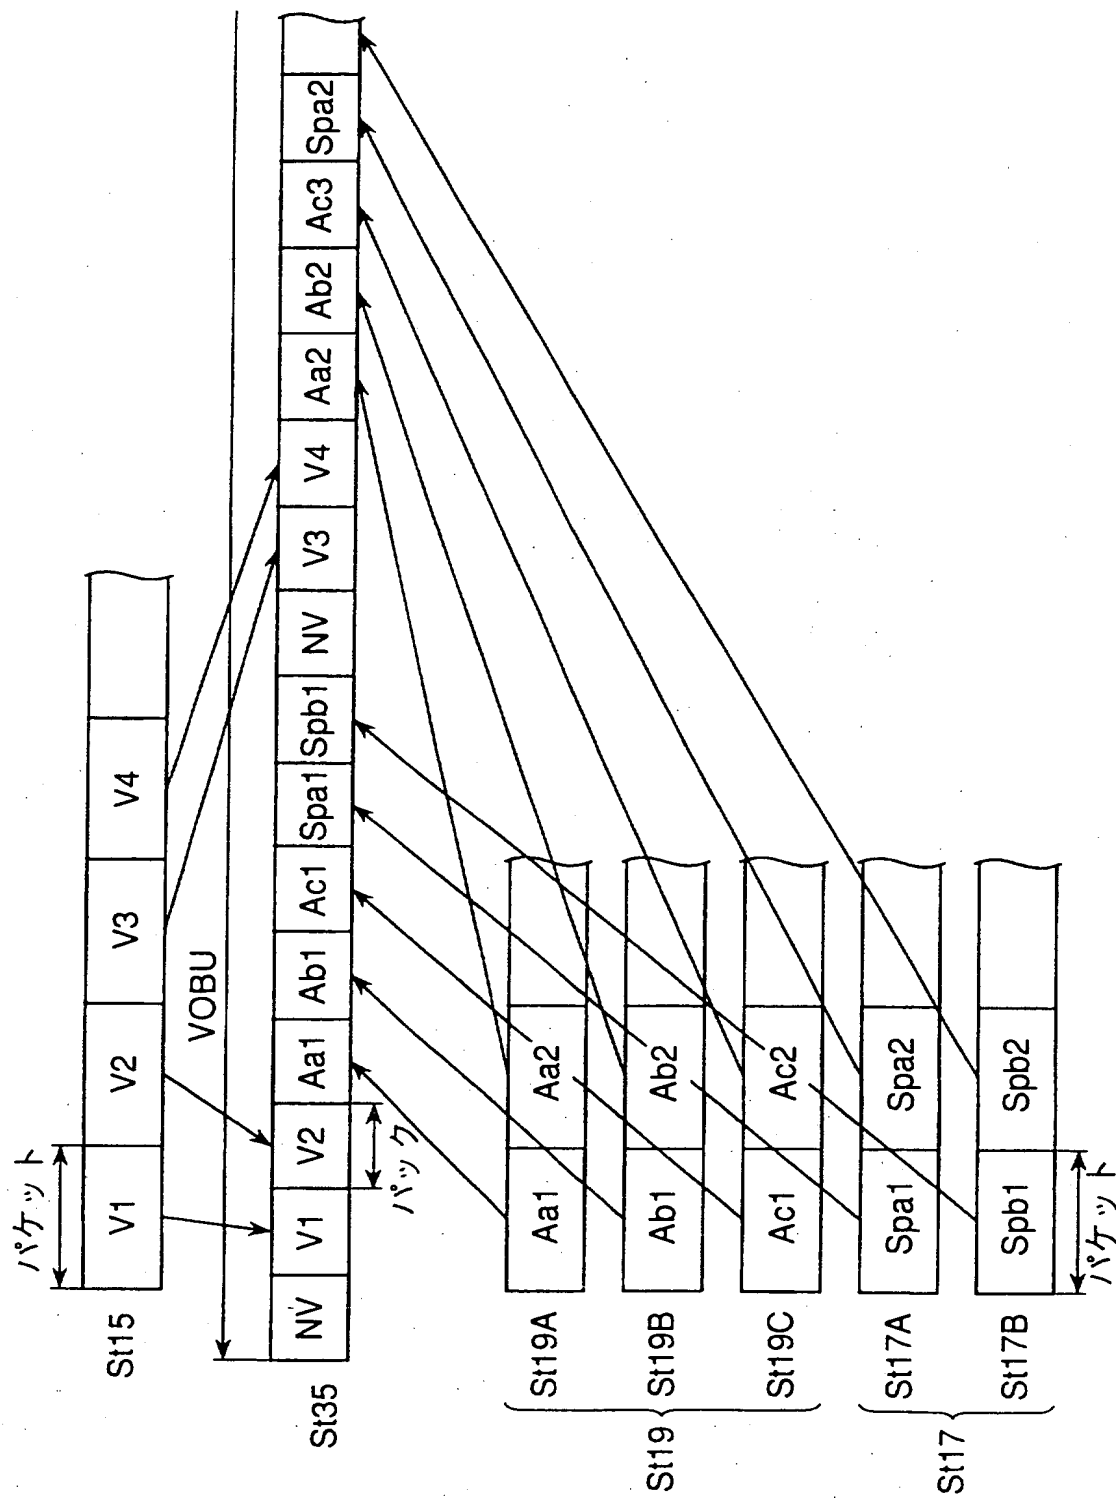 パケット
St15 V1 V2 V3 V4
VOBU
St35 NV V1 V2 Aa1 Ab1 Ac1 Spa1 Spb1 NV V3 V4 Aa2 Ab2 Ac3 Spa2
パック
St19
St19A Aa1 Aa2
St19B Ab1 Ab2
St19C Ac1 Ac2
St17
St17A Spa1 Spa2
St17B Spb1 Spb2
パケット